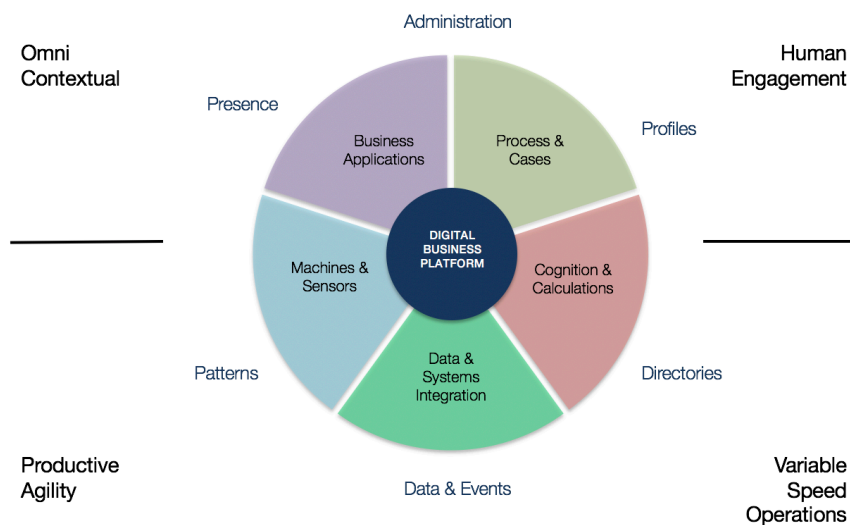 Administration
Omni
Contextual
Human
Engagement
Presence
Profiles
Business
Applications
Process &
Cases
DIGITAL
BUSINESS
PLATFORM
Machines &
Sensors
Cognition &
Calculations
Data &
Systems
Integration
Patterns
Directories
Productive
Agility
Data & Events
Variable
Speed
Operations